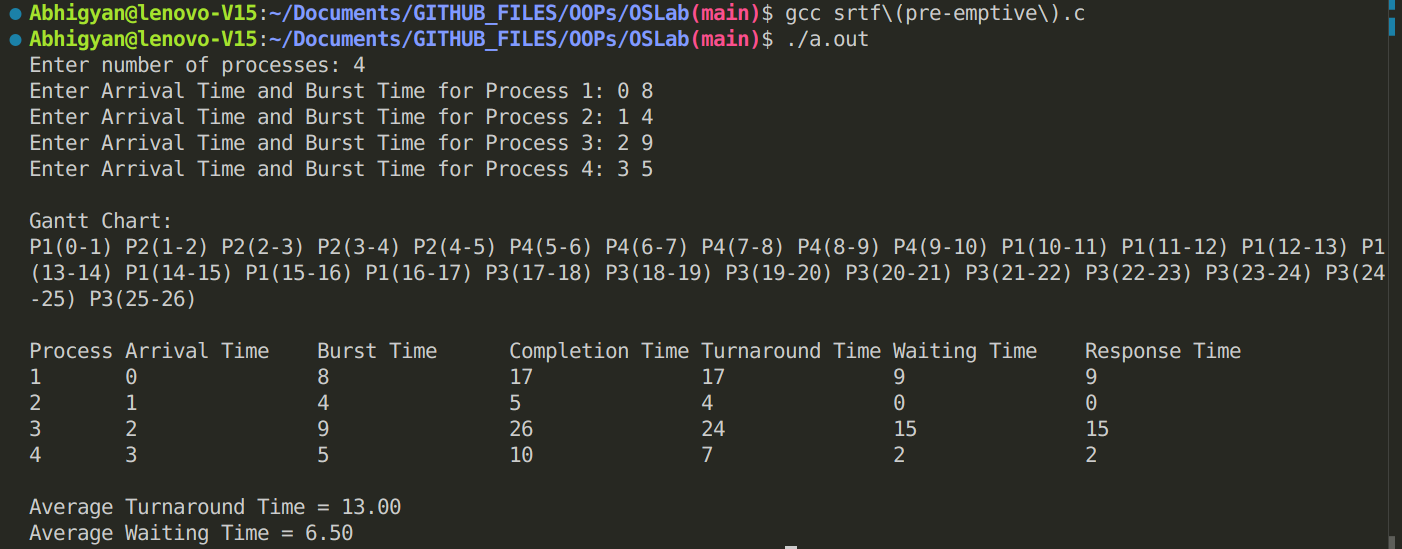 Abhigyan@lenovo-V15:~/Documents/GITHUB_FILES/OOPs/OSLab(main)$ gcc srtf\(pre-emptive\).c
Abhigyan@lenovo-V15:~/Documents/GITHUB_FILES/OOPs/OSLab(main)$ ./a.out
Enter number of processes: 4
Enter Arrival Time and Burst Time for Process 1: 0 8
Enter Arrival Time and Burst Time for Process 2: 1 4
Enter Arrival Time and Burst Time for Process 3: 2 9
Enter Arrival Time and Burst Time for Process 4: 3 5
Gantt Chart:
P1(0-1) P2(1-2) P2(2-3) P2(3-4) P2(4-5) P4(5-6) P4(6-7) P4(7-8) P4(8-9) P4(9-10) P1(10-11) P1(11-12) P1(12-13) P1
(13-14) P1(14-15) P1(15-16) P1(16-17) P3(17-18) P3(18-19) P3(19-20) P3(20-21) P3(21-22) P3(22-23) P3(23-24) P3(24
-25) P3(25-26)
Process Arrival Time    Burst Time      Completion Time Turnaround Time Waiting Time    Response Time
1       0               8               17              17              9               9
2       1               4               5               4               0               0
3       2               9               26              24              15              15
4       3               5               10              7               2               2
Average Turnaround Time = 13.00
Average Waiting Time = 6.50